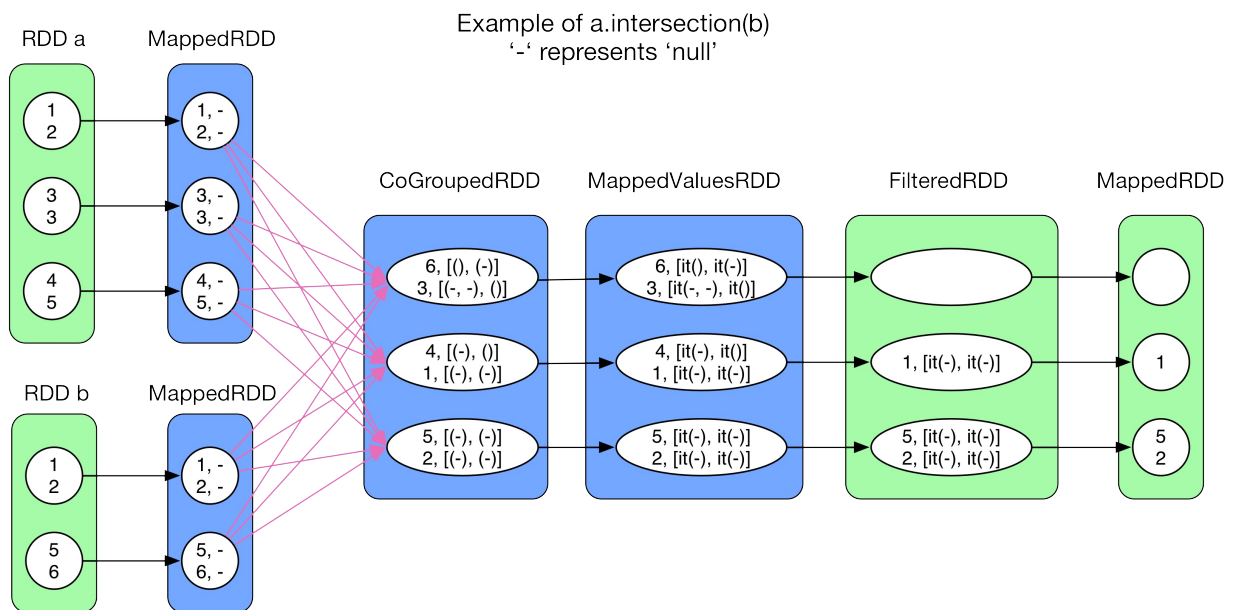 Example of a.intersection(b)
‘-‘ represents ‘null’
RDD a
MappedRDD
1
2
1, -
2, -
3
3
3, -
3, -
4
5
4, -
5, -
RDD b
MappedRDD
1
2
1, -
2, -
5
6
5, -
6, -
CoGroupedRDD
6, [(), (-)]
3, [(-, -), ()]
4, [(-), ()]
1, [(-), (-)]
5, [(-), (-)]
2, [(-), (-)]
MappedValuesRDD
6, [it(), it(-)]
3, [it(-, -), it()]
4, [it(-), it()]
1, [it(-), it(-)]
5, [it(-), it(-)]
2, [it(-), it(-)]
FilteredRDD
1, [it(-), it(-)]
5, [it(-), it(-)]
2, [it(-), it(-)]
MappedRDD
1
5
2